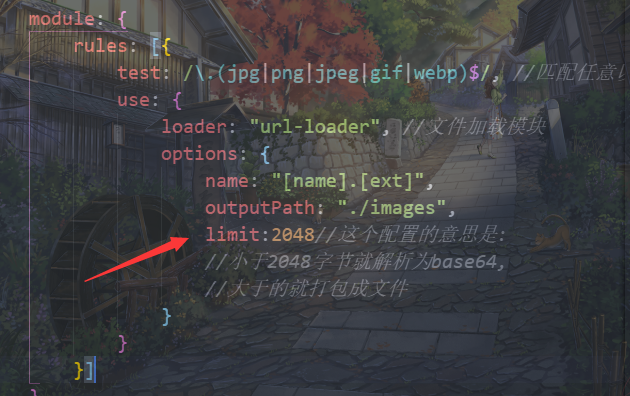 module: {
rules: [{
test: /\.(jpg|png|jpeg|gif|webp)$/, //匹配任意
use: {
loader: "url-loader", //文件加载模块
options: {
name: "[name].[ext]",
outputPath: "./images",
limit:2048//这个配置的意思是:
//小于2048字节就解析为base64,
//大于的就打包成文件
}
}
}]